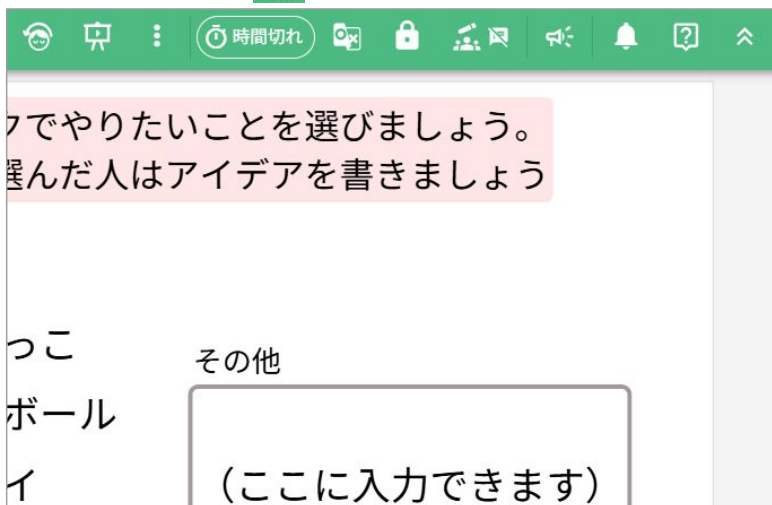 時間切れ
でやりたいことを選びましょう。
選んだ人はアイデアを書きましょう
っこ
その他
ボール
イ
（ここに入力できます）